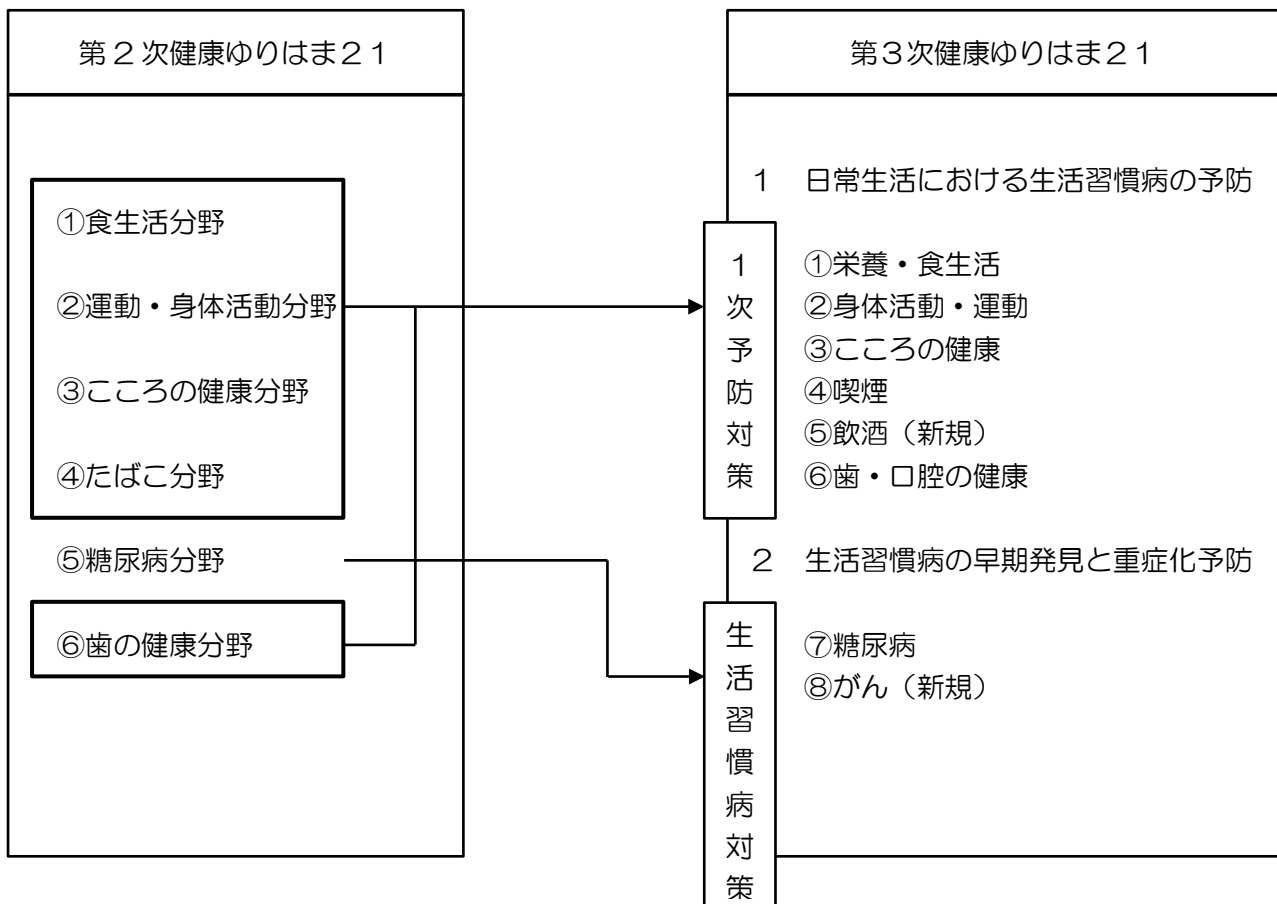 第２次健康ゆりはま２１
①食生活分野
②運動・身体活動分野
③こころの健康分野
④たばこ分野
⑤糖尿病分野
⑥歯の健康分野
第３次健康ゆりはま２１
１　日常生活における生活習慣病の予防
１次予防対策
①栄養・食生活
②身体活動・運動
③こころの健康
④喫煙
⑤飲酒（新規）
⑥歯・口腔の健康
２　生活習慣病の早期発見と重症化予防
生活習慣病対策
⑦糖尿病
⑧がん（新規）